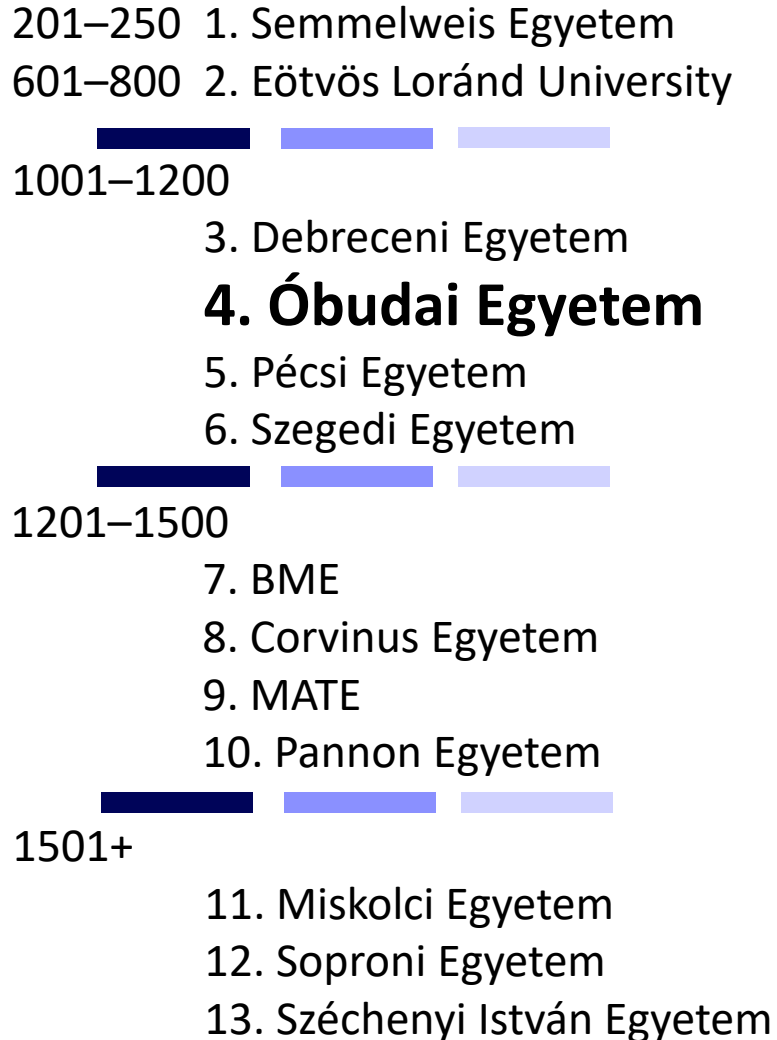 201–250 1. Semmelweis Egyetem
601–800 2. Eötvös Loránd University
1001–1200
3. Debreceni Egyetem
4. Óbudai Egyetem
5. Pécsi Egyetem
6. Szegedi Egyetem
1201–1500
7. BME
8. Corvinus Egyetem
9. MATE
10. Pannon Egyetem
1501+
11. Miskolci Egyetem
12. Soproni Egyetem
13. Széchenyi István Egyetem